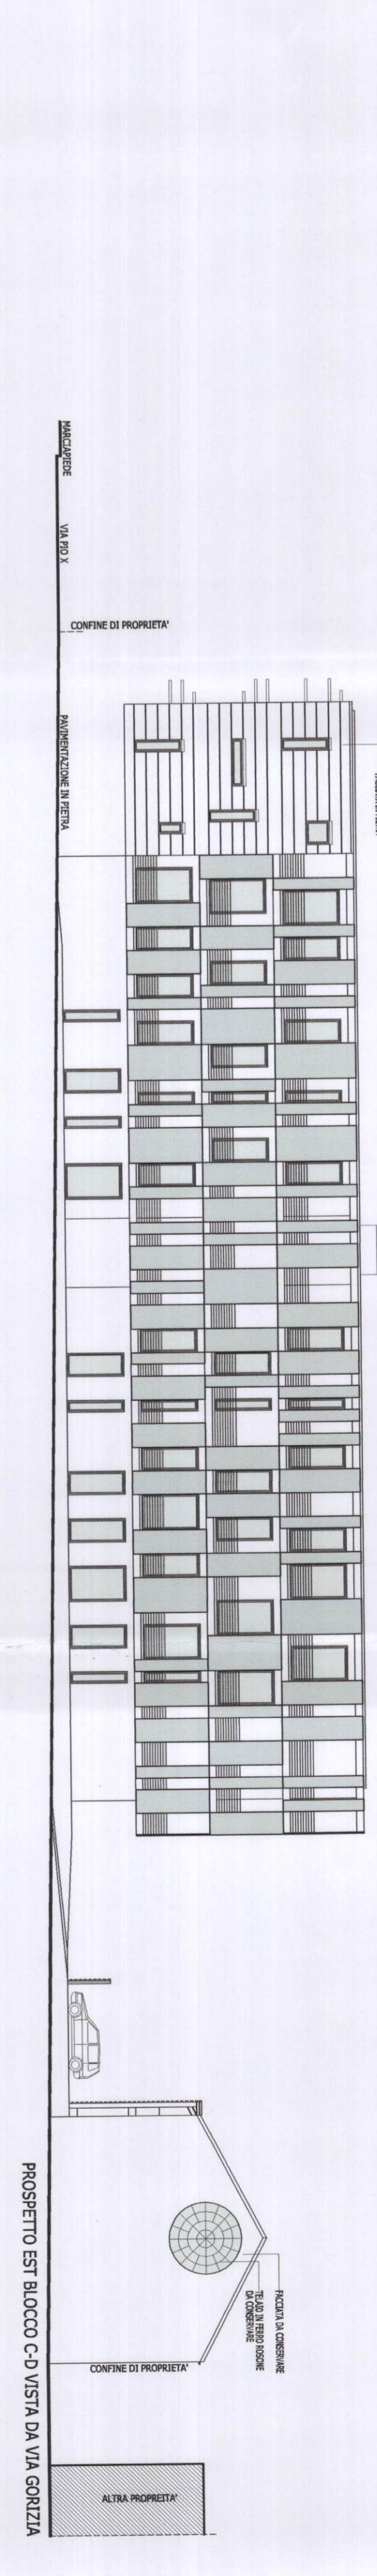 MARCIAPIEDE
VIA PIO X
CONFINE DI PROPRIETA'
PAVIMENTAZIONE IN PIETRA
FACCIATA DA CONSERVARE
TELAIO IN FERRO ROSONE
DA CONSERVARE
CONFINE DI PROPRIETA'
ALTRA PROPREITA'
PROSPETTO EST BLOCCO C-D VISTA DA VIA GORIZIA